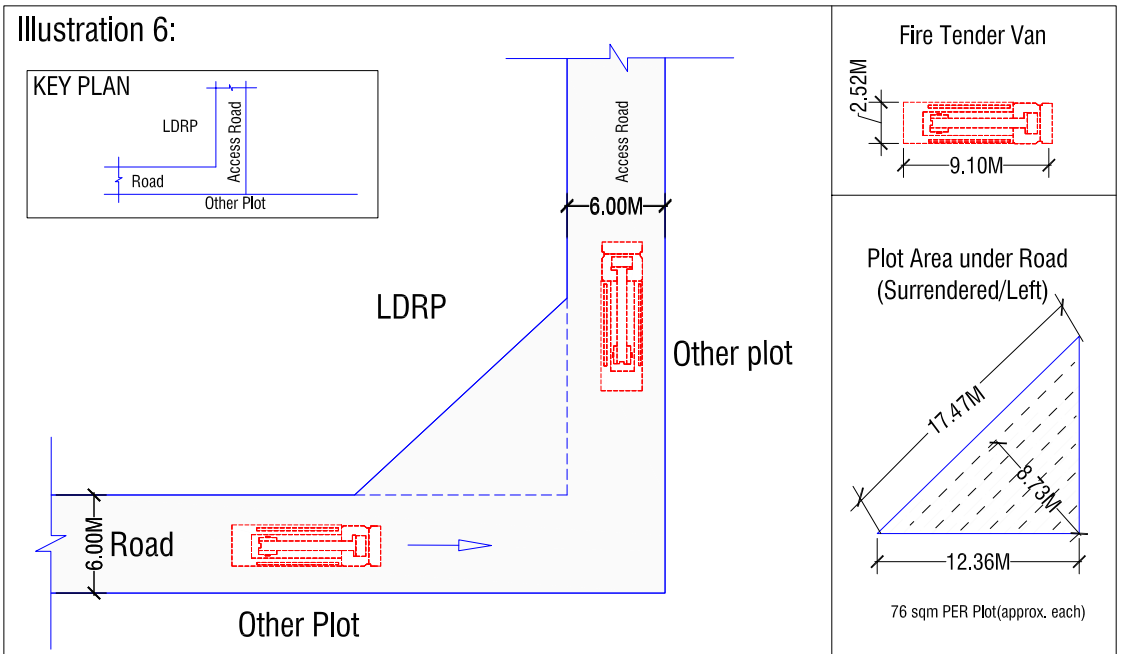 Illustration 6:
KEY PLAN
LDRP
Access Road
Road
Other Plot
Access Road
6.00M
LDRP
Other plot
6.00M
Road
Other Plot
Fire Tender Van
2.52M
9.10M
Plot Area under Road
(Surrendered/Left)
17.47M
8.73M
12.36M
76 sqm PER Plot(approx. each)